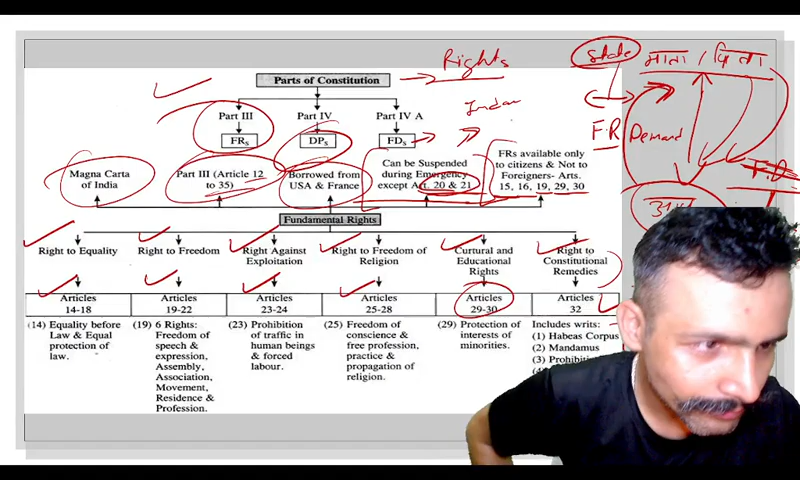 Rights
State
माता / पिता
Parts of Constitution
Part III
Part IV
Part IV A
FRs
DPs
FDs
F.R
Demand
Magna Carta
of India
Part III (Article 12
to 35)
Borrowed from
USA & France
Can be Suspended
during Emergency
except Art. 20 & 21
FRs available only
to citizens & Not to
Foreigners- Arts.
15, 16, 19, 29, 30
Fundamental Rights
Right to Equality
Right to Freedom
Right Against
Exploitation
Right to Freedom of
Religion
Curtural and
Educational
Rights
Right to
Constitutional
Remedies
Articles
14-18
Articles
19-22
Articles
23-24
Articles
25-28
Articles
29-30
Articles
32
(14) Equality before
Law & Equal
protection of
law.
(19) 6 Rights:
Freedom of
speech &
expression,
Assembly,
Association,
Movement,
Residence &
Profession.
(23) Prohibition
of traffic in
human beings
& forced
labour.
(25) Freedom of
conscience &
free profession,
practice &
propagation of
religion.
(29) Protection of
interests of
minorities.
Includes writs:
(1) Habeas Corpus
(2) Mandamus
(3) Prohibiti